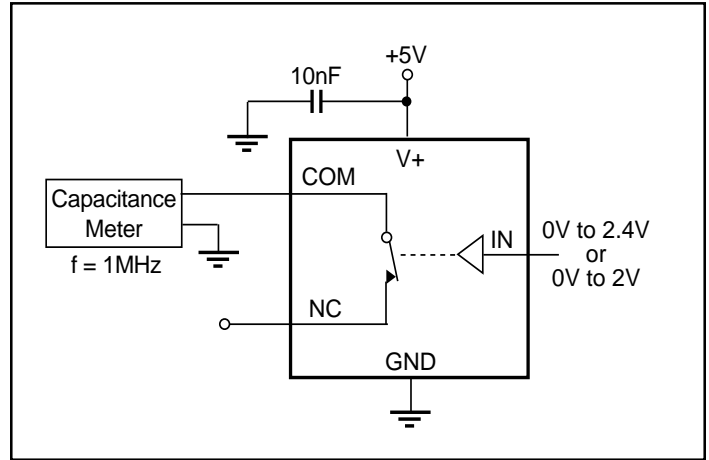 +5V
10nF
V+
COM
Capacitance
Meter
f = 1MHz
IN
0V to 2.4V
or
0V to 2V
NC
GND